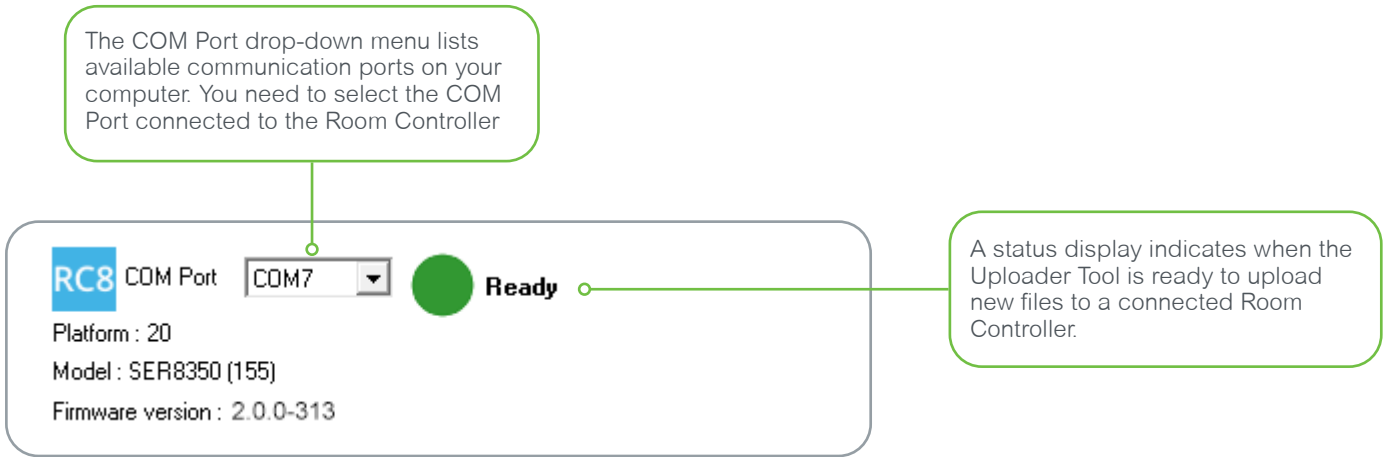 The COM Port drop-down menu lists
available communication ports on your
computer. You need to select the COM
Port connected to the Room Controller
RC8 COM Port COM7 Ready
Platform : 20
Model : SER8350 (155)
Firmware version : 2.0.0-313
A status display indicates when the
Uploader Tool is ready to upload
new files to a connected Room
Controller.